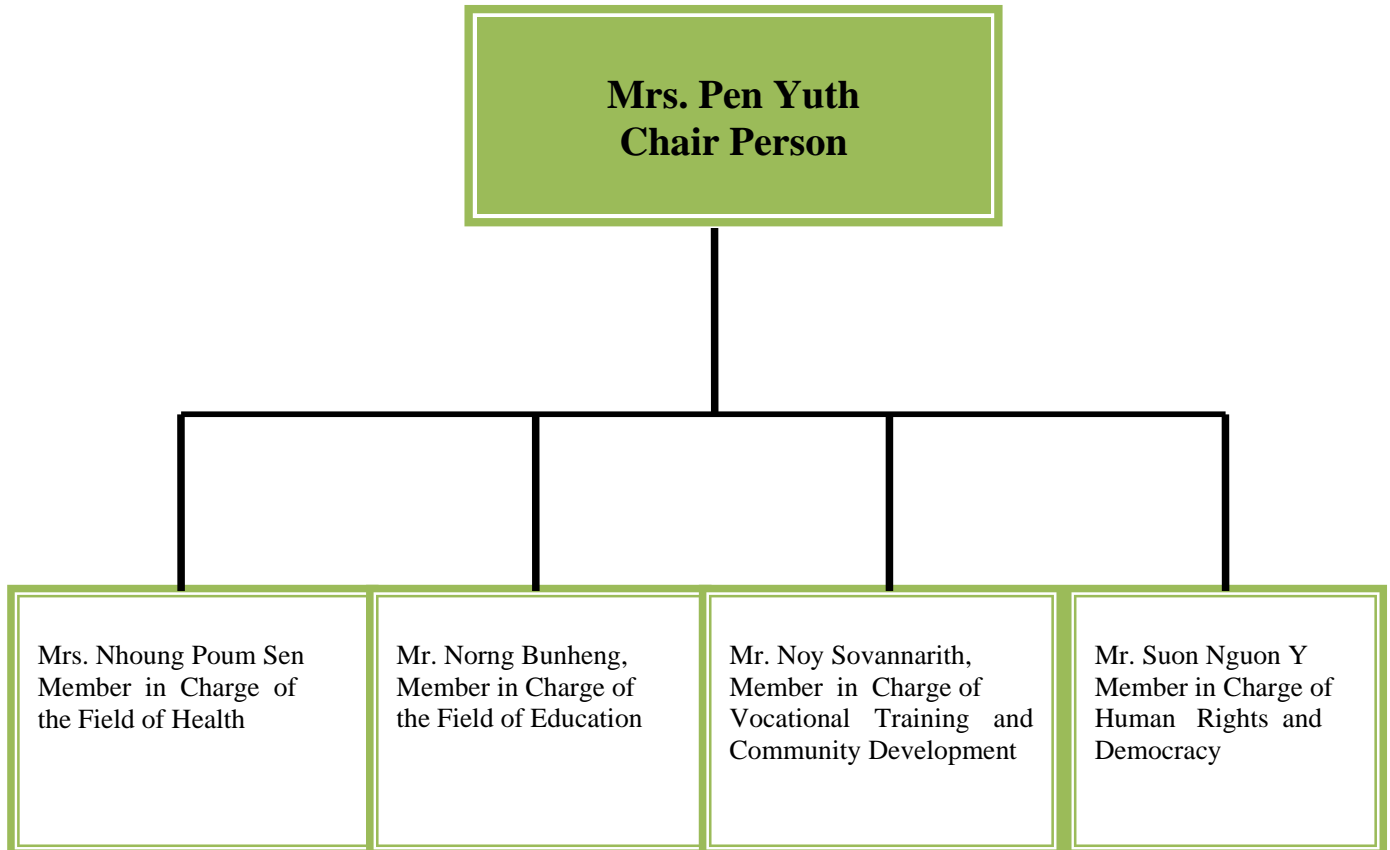 Mrs. Pen Yuth
Chair Person
Mrs. Nhoung Poum Sen
Member in Charge of
the Field of Health
Mr. Norng Bunheng,
Member in Charge of
the Field of Education
Mr. Noy Sovannarith,
Member in Charge of
Vocational Training and
Community Development
Mr. Suon Nguon Y
Member in Charge of
Human Rights and
Democracy